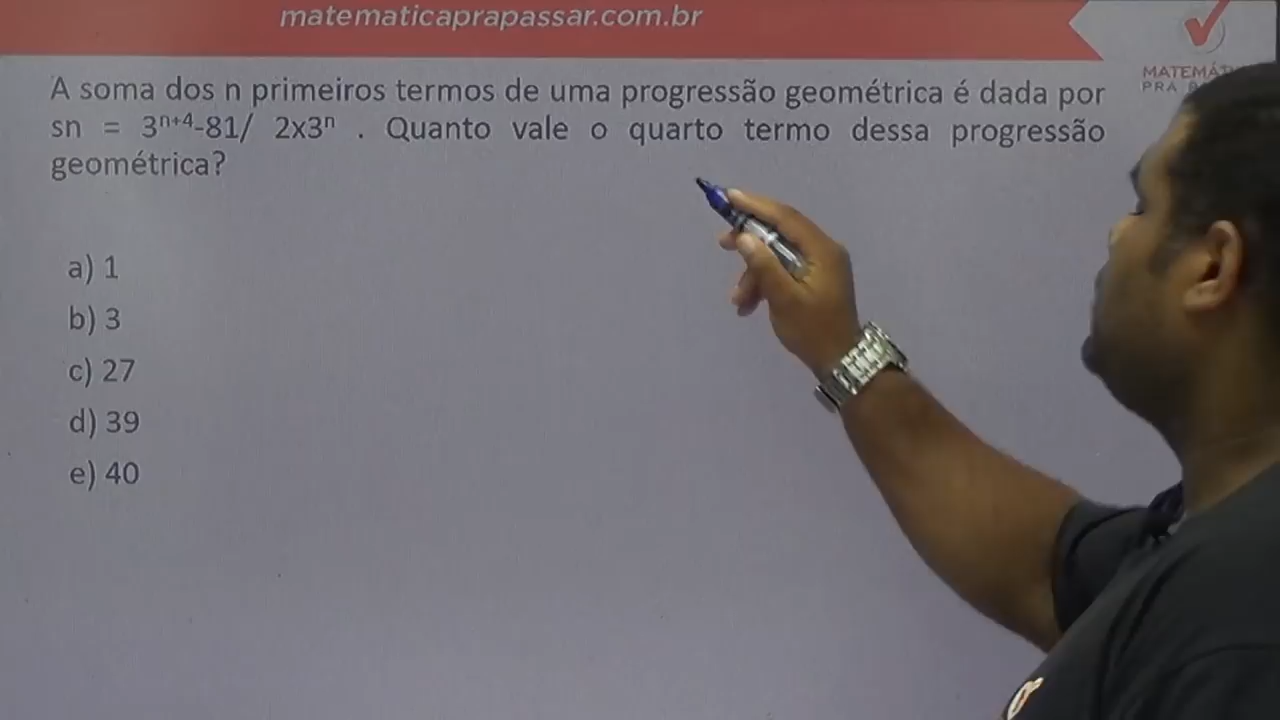 matematicaprapassar.com.br
MATEMÁ
PRA
A soma dos n primeiros termos de uma progressão geométrica é dada por
sn = 3ⁿ⁺⁴-81/ 2x3ⁿ . Quanto vale o quarto termo dessa progressão
geométrica?
a) 1
b) 3
c) 27
d) 39
e) 40